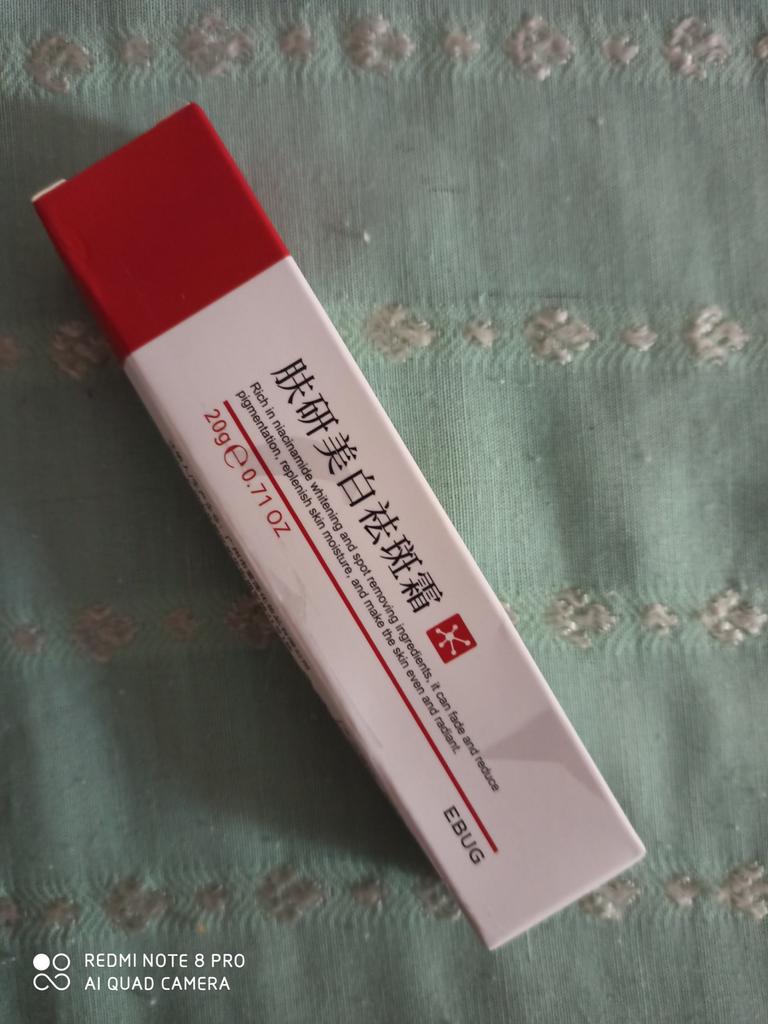 肤研美白祛斑霜
Rich in niacinamide whitening and spot removing ingredients, it can fade and reduce
pigmentation, replenish skin moisture, and make the skin even and radiant.
20g ℮ 0.71 OZ
EBUG
REDMI NOTE 8 PRO
AI QUAD CAMERA